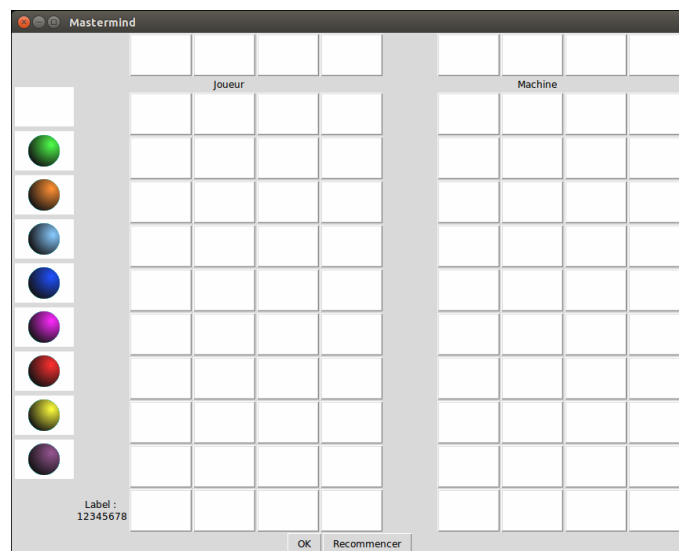 Mastermind
Joueur
Machine
Label :
12345678
OK
Recommencer